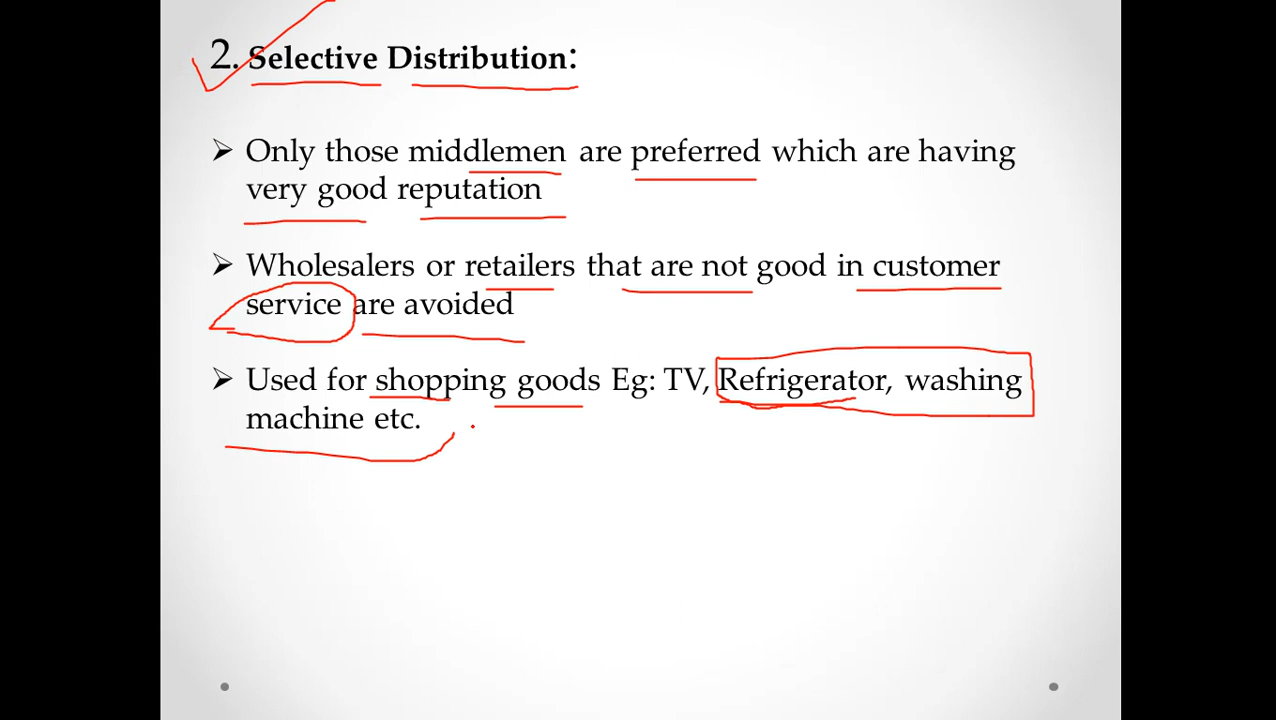 2. Selective Distribution:
➢ Only those middlemen are preferred which are having
very good reputation
➢ Wholesalers or retailers that are not good in customer
service are avoided
➢ Used for shopping goods Eg: TV, Refrigerator, washing
machine etc.